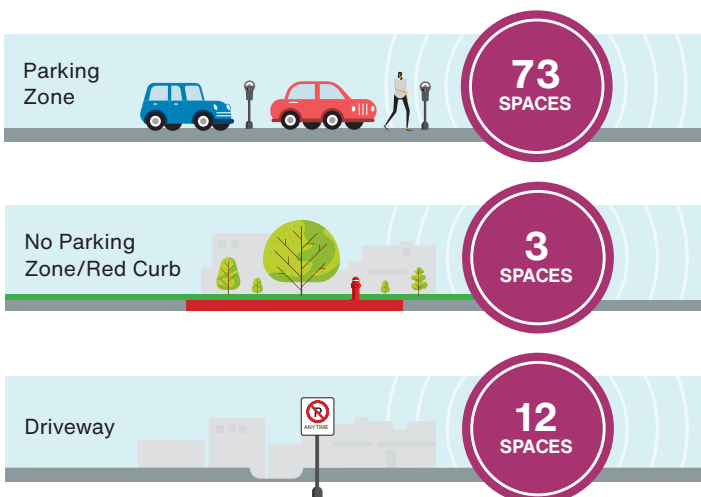 Parking
Zone
73
SPACES
No Parking
Zone/Red Curb
3
SPACES
Driveway
P
ANYTIME
12
SPACES